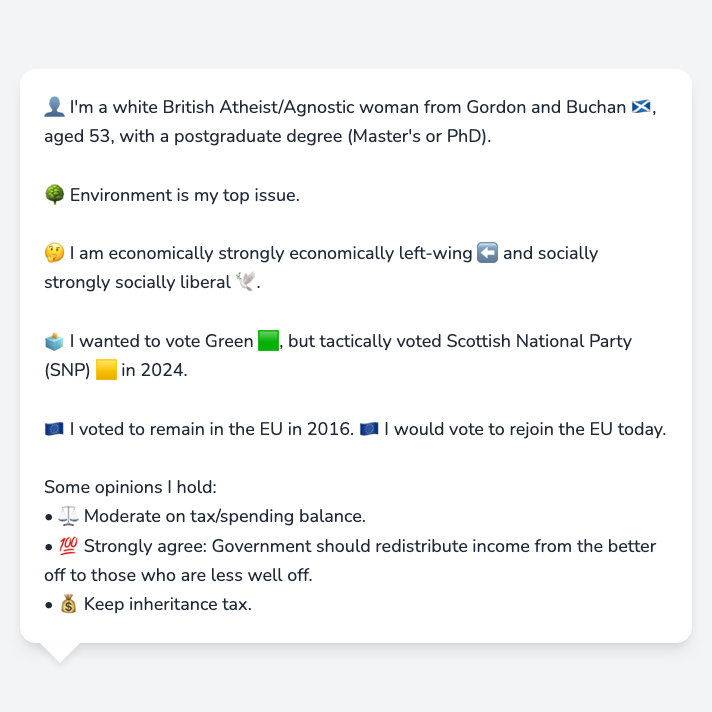 👤 I'm a white British Atheist/Agnostic woman from Gordon and Buchan 🏴󠁧󠁢󠁳󠁣󠁴󠁿,
aged 53, with a postgraduate degree (Master's or PhD).
🌳 Environment is my top issue.
🤔 I am economically strongly economically left-wing ⬅️ and socially
strongly socially liberal 🕊️.
🗳️ I wanted to vote Green 🟩, but tactically voted Scottish National Party
(SNP) 🟨 in 2024.
🇪🇺 I voted to remain in the EU in 2016. 🇪🇺 I would vote to rejoin the EU today.
Some opinions I hold:
• ⚖️ Moderate on tax/spending balance.
• 💯 Strongly agree: Government should redistribute income from the better
off to those who are less well off.
• 💰 Keep inheritance tax.